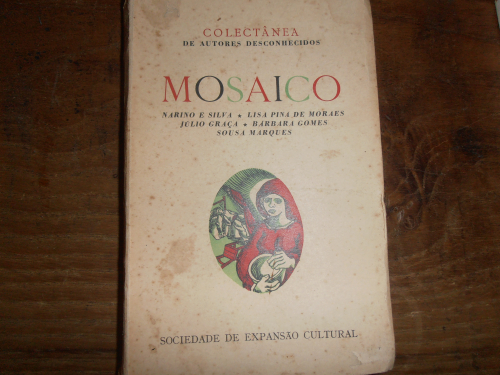 COLECTÂNEA
DE AUTORES DESCONHECIDOS
MOSAICO
NARINO E SILVA ★ LISA PINA DE MORAES
JÚLIO GRAÇA ★ BÁRBARA GOMES
SOUSA MARQUES
SOCIEDADE DE EXPANSÃO CULTURAL